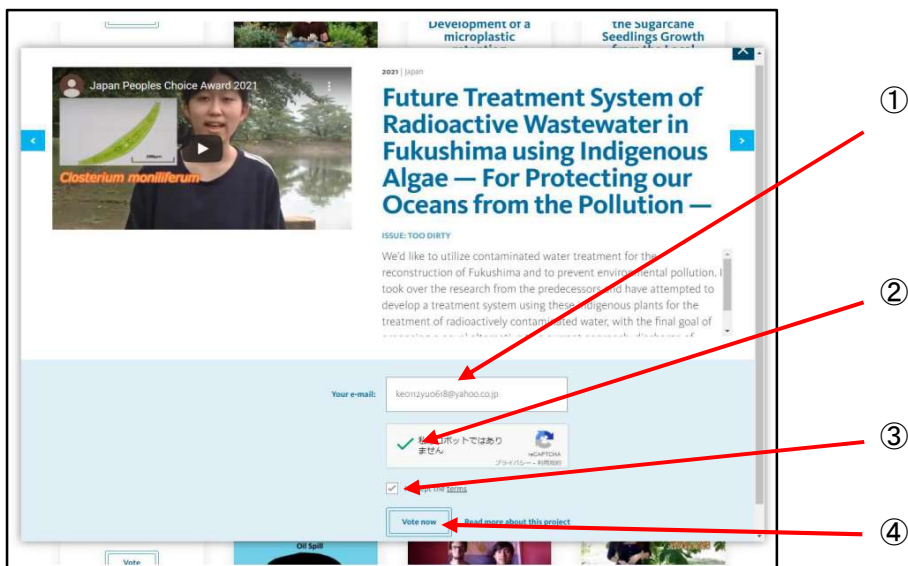 Development of a
microplastic
the Sugarcane
Seedlings Growth
Japan Peoples Choice Award 2021
Closterium moniliferum
2021 | Japan
Future Treatment System of
Radioactive Wastewater in
Fukushima using Indigenous
Algae — For Protecting our
Oceans from the Pollution —
ISSUE: TOO DIRTY
We'd like to utilize contaminated water treatment for the
reconstruction of Fukushima and to prevent environmental pollution. I
took over the research from the predecessors and have attempted to
develop a treatment system using these indigenous plants for the
treatment of radioactively contaminated water, with the final goal of
①
②
Your e-mail:
keon2yuo618@yahoo.co.jp
私はロボットではあり
ません
reCAPTCHA
プライバシー - 利用規約
③
the terms
Vote now
Read more about this project
④
Oil Spill
Vote